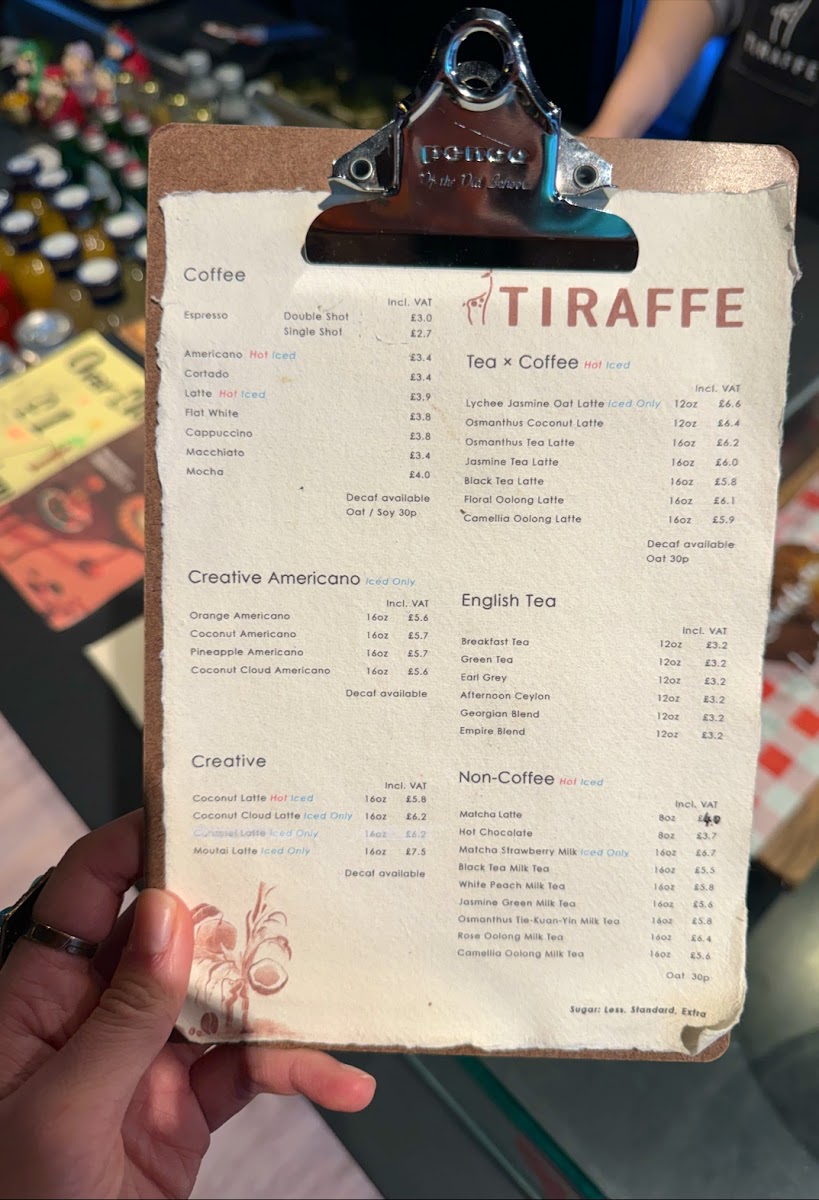 TIRAFFE
penco
Of the Old School
Coffee
Incl. VAT
Espresso Double Shot £3.0
Single Shot £2.7
Americano Hot Iced £3.4
Cortado £3.4
Latte Hot Iced £3.9
Flat White £3.8
Cappuccino £3.8
Macchiato £3.4
Mocha £4.0
Decaf available
Oat / Soy 30p
Creative Americano Iced Only
Incl. VAT
Orange Americano 16oz £5.6
Coconut Americano 16oz £5.7
Pineapple Americano 16oz £5.7
Coconut Cloud Americano 16oz £5.6
Decaf available
Creative
Incl. VAT
Coconut Latte Hot Iced 16oz £5.8
Coconut Cloud Latte Iced Only 16oz £6.2
Latte Iced Only 16oz £6.2
Moutai Latte Iced Only 16oz £7.5
Decaf available
TIRAFFE
Tea × Coffee Hot Iced
Incl. VAT
Lychee Jasmine Oat Latte Iced Only 12oz £6.6
Osmanthus Coconut Latte 12oz £6.4
Osmanthus Tea Latte 16oz £6.2
Jasmine Tea Latte 16oz £6.0
Black Tea Latte 16oz £5.8
Floral Oolong Latte 16oz £6.1
Camellia Oolong Latte 16oz £5.9
Decaf available
Oat 30p
English Tea
Incl. VAT
Breakfast Tea 12oz £3.2
Green Tea 12oz £3.2
Earl Grey 12oz £3.2
Afternoon Ceylon 12oz £3.2
Georgian Blend 12oz £3.2
Empire Blend 12oz £3.2
Non-Coffee Hot Iced
Incl. VAT
Matcha Latte 8oz £4.0
Hot Chocolate 8oz £3.7
Matcha Strawberry Milk Iced Only 16oz £6.7
Black Tea Milk Tea 16oz £5.5
White Peach Milk Tea 16oz £5.8
Jasmine Green Milk Tea 16oz £5.6
Osmanthus Tie-Kuan-Yin Milk Tea 16oz £5.8
Rose Oolong Milk Tea 16oz £6.4
Camellia Oolong Milk Tea 16oz £5.6
Oat 30p
Sugar: Less, Standard, Extra